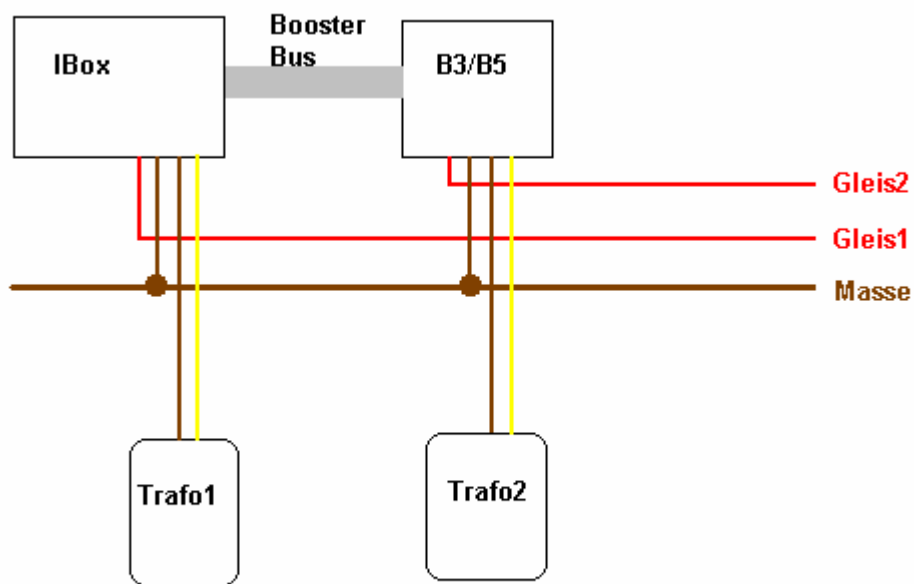 Booster
Bus
IBox
B3/B5
Gleis2
Gleis1
Masse
Trafo1
Trafo2